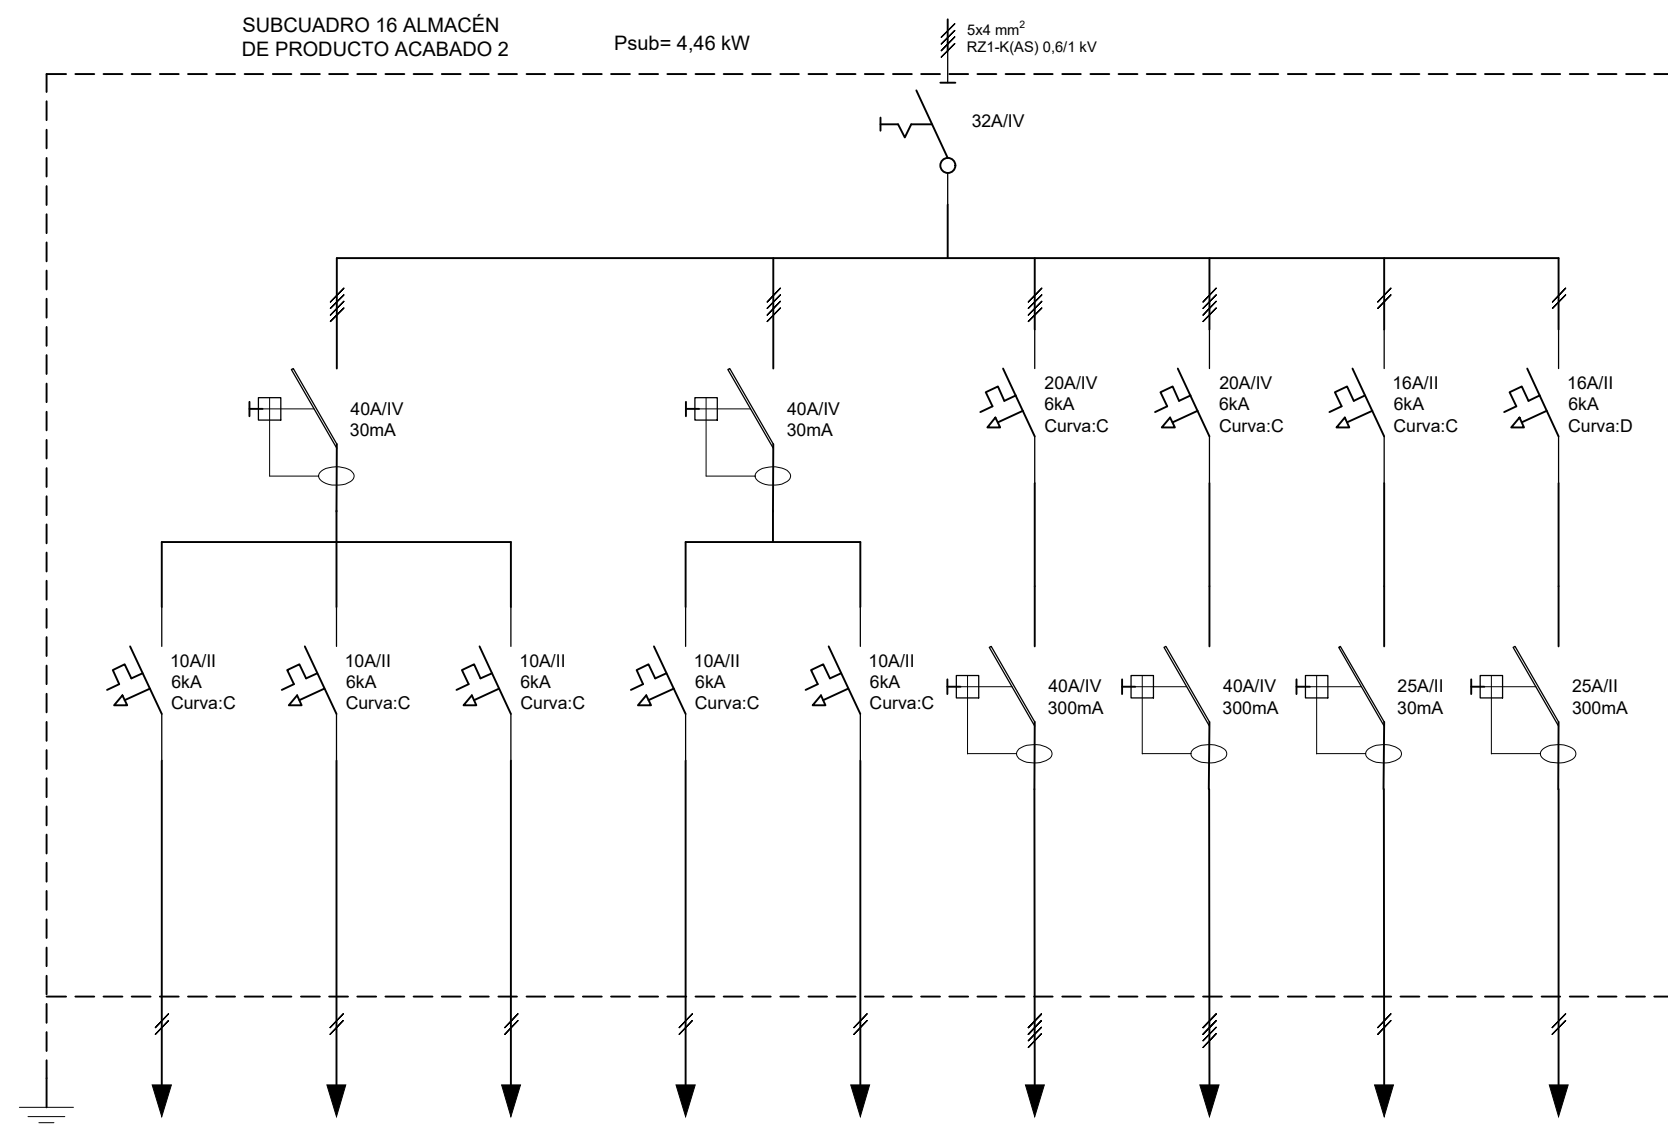 SUBCUADRO 16 ALMACÉN
DE PRODUCTO ACABADO 2
Psub= 4,46 kW
5x4 mm²
RZ1-K(AS) 0,6/1 kV
32A/IV
40A/IV
30mA
40A/IV
30mA
20A/IV
6kA
Curva:C
20A/IV
6kA
Curva:C
16A/II
6kA
Curva:C
16A/II
6kA
Curva:D
10A/II
6kA
Curva:C
10A/II
6kA
Curva:C
10A/II
6kA
Curva:C
10A/II
6kA
Curva:C
10A/II
6kA
Curva:C
40A/IV
300mA
40A/IV
300mA
25A/II
30mA
25A/II
300mA